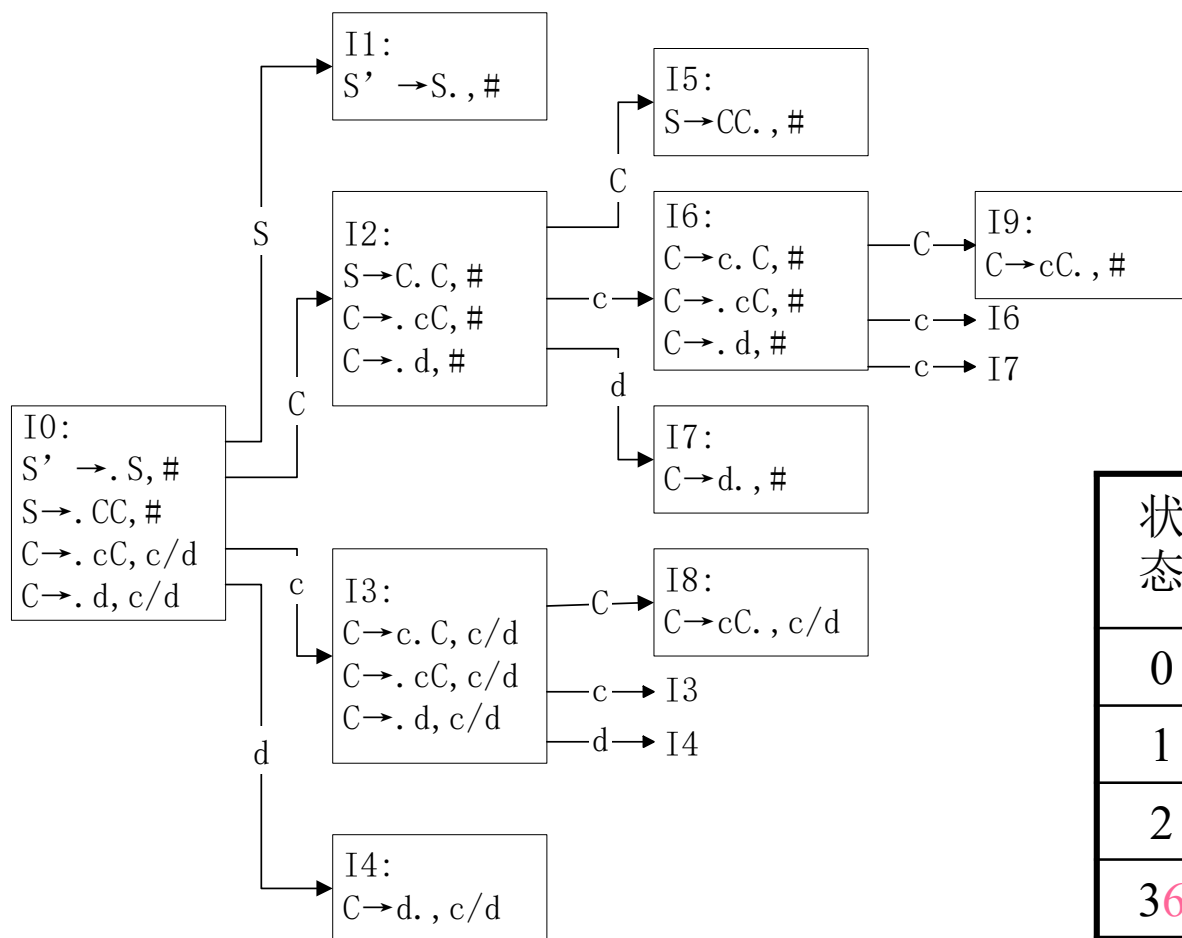 I1:
S’ →S.,#
I5:
S→CC.,#
S
C
I2:
S→C.C,#
C→.cC,#
C→.d,#
I6:
C→c.C,#
C→.cC,#
C→.d,#
I9:
C→cC.,#
C
c
I6
c
I7
c
d
C
I7:
C→d.,#
I0:
S’ →.S,#
S→.CC,#
C→.cC,c/d
C→.d,c/d
c
d
I3:
C→c.C,c/d
C→.cC,c/d
C→.d,c/d
I8:
C→cC.,c/d
C
c
I3
d
I4
I4:
C→d.,c/d
状
态
0
1
2
36